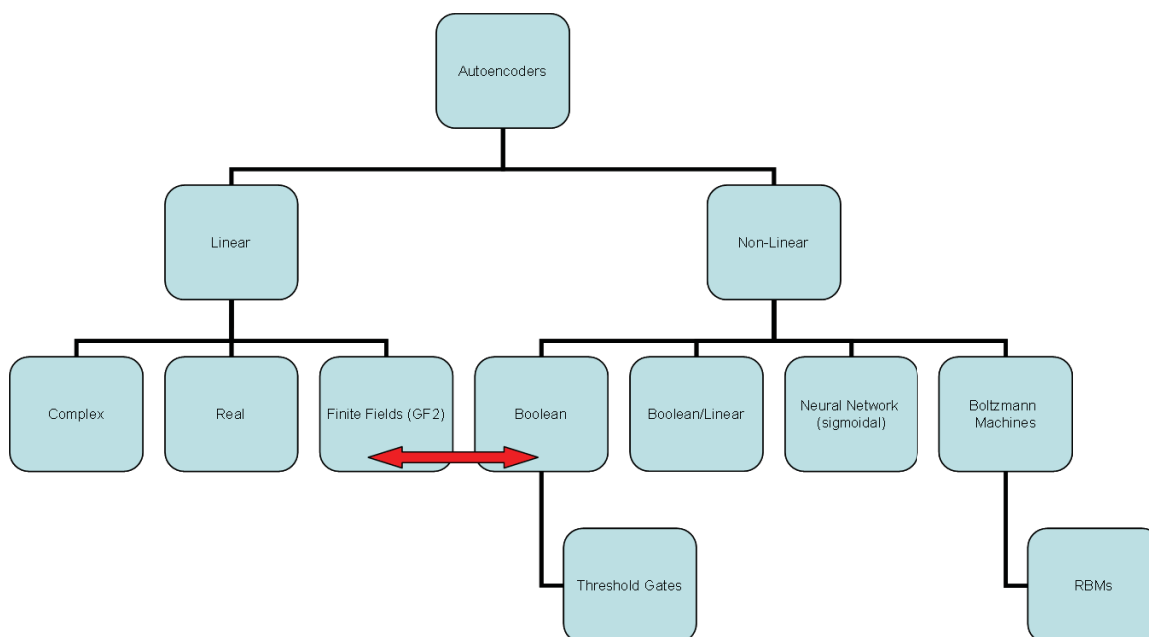 Autoencoders
Linear
Non-Linear
Complex
Real
Finite Fields (GF2)
Boolean
Boolean/Linear
Neural Network
(sigmoidal)
Boltzmann
Machines
Threshold Gates
RBMs